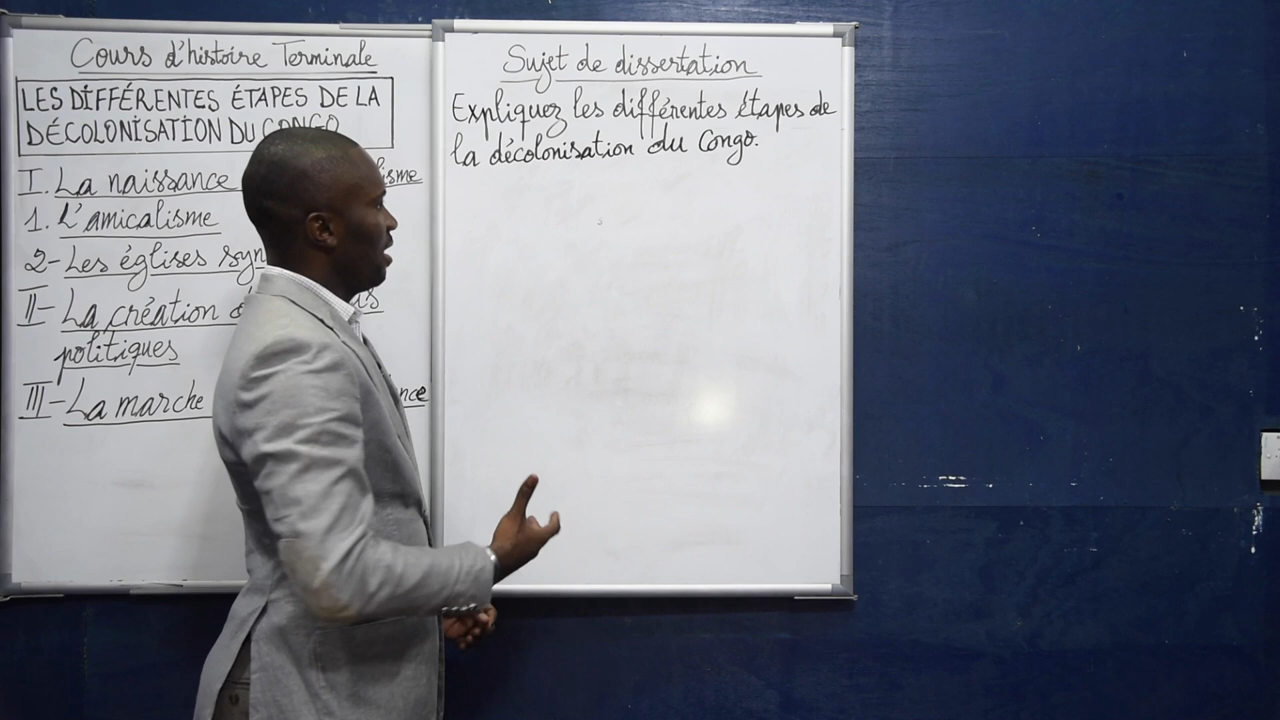 Cours d'histoire Terminale
LES DIFFÉRENTES ÉTAPES DE LA
DÉCOLONISATION DU CONGO
I. La naissance
1. L'amicalisme
2- Les églises
II- La création
politiques
III- La marche
Sujet de dissertation
Expliquez les différentes étapes de
la décolonisation du Congo.